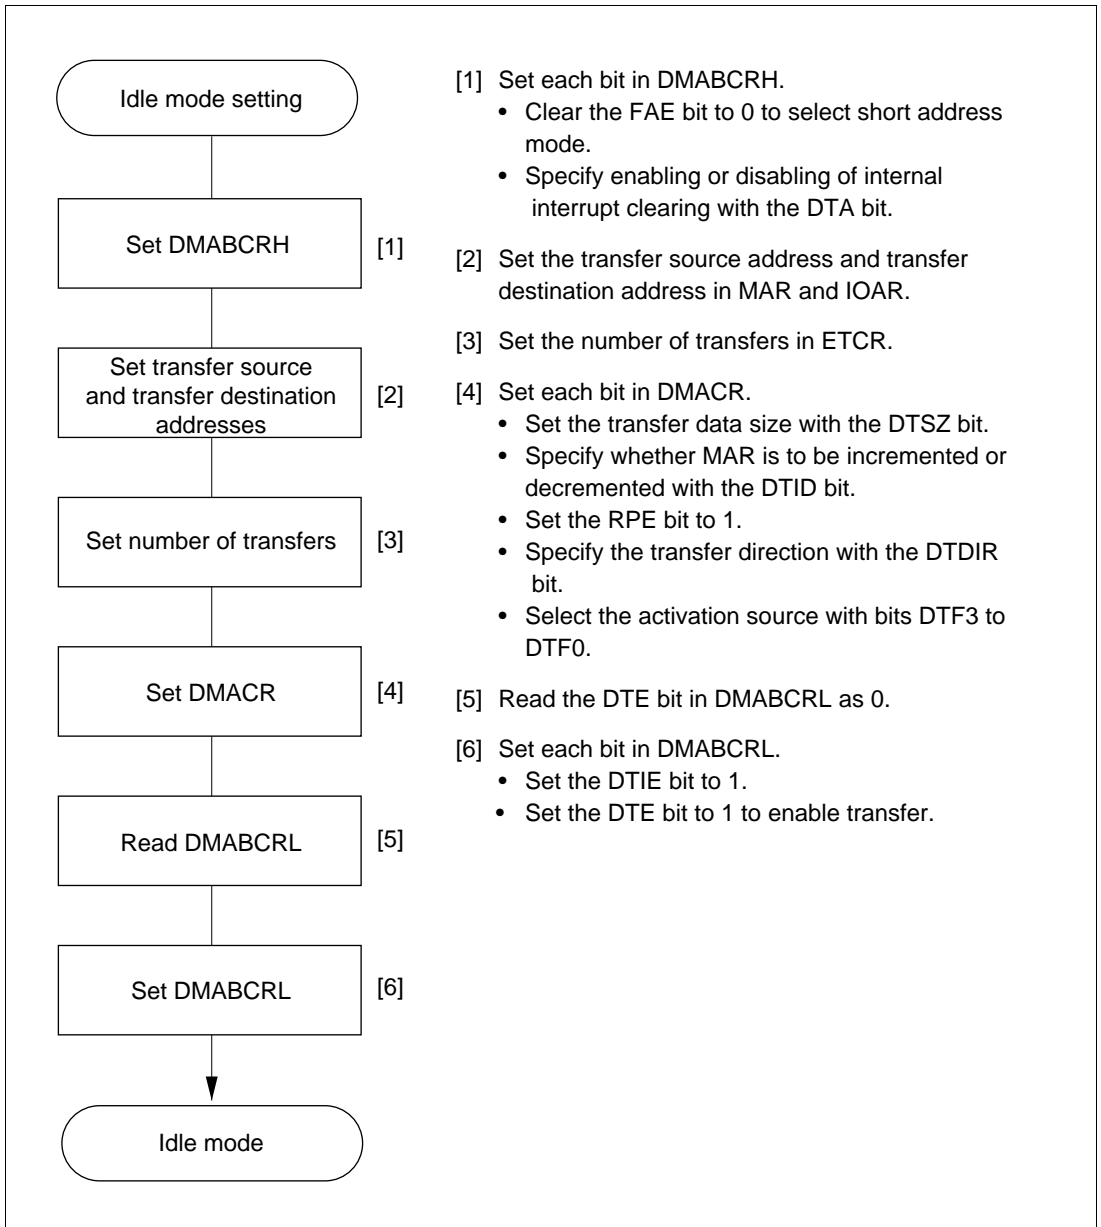 Idle mode setting
Set DMABCRH
[1]
Set transfer source
and transfer destination
addresses
[2]
Set number of transfers
[3]
Set DMACR
[4]
Read DMABCRL
[5]
Set DMABCRL
[6]
Idle mode
[1] Set each bit in DMABCRH.
• Clear the FAE bit to 0 to select short address
mode.
• Specify enabling or disabling of internal
interrupt clearing with the DTA bit.
[2] Set the transfer source address and transfer
destination address in MAR and IOAR.
[3] Set the number of transfers in ETCR.
[4] Set each bit in DMACR.
• Set the transfer data size with the DTSZ bit.
• Specify whether MAR is to be incremented or
decremented with the DTID bit.
• Set the RPE bit to 1.
• Specify the transfer direction with the DTDIR
bit.
• Select the activation source with bits DTF3 to
DTF0.
[5] Read the DTE bit in DMABCRL as 0.
[6] Set each bit in DMABCRL.
• Set the DTIE bit to 1.
• Set the DTE bit to 1 to enable transfer.